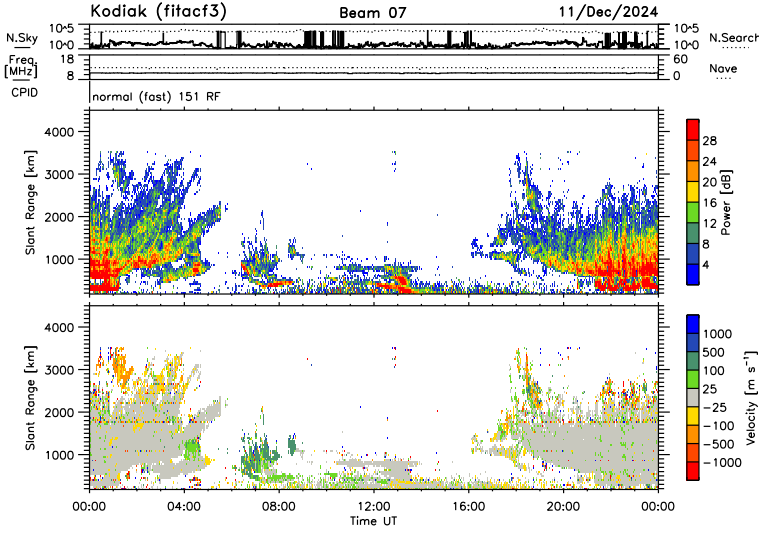 Kodiak (fitacf3) Beam 07 11/Dec/2024
N.Sky 10^5 10^0 10^5 10^0 N.Search
Freq. [MHz] 18 8 60 0 Nave
CPID normal (fast) 151 RF
Slant Range [km] 4000 3000 2000 1000
Power [dB] 28 24 20 16 12 8 4
Slant Range [km] 4000 3000 2000 1000
Velocity [m s⁻¹] 1000 500 100 25 −25 −100 −500 −1000
00:00 04:00 08:00 12:00 16:00 20:00 00:00
Time UT